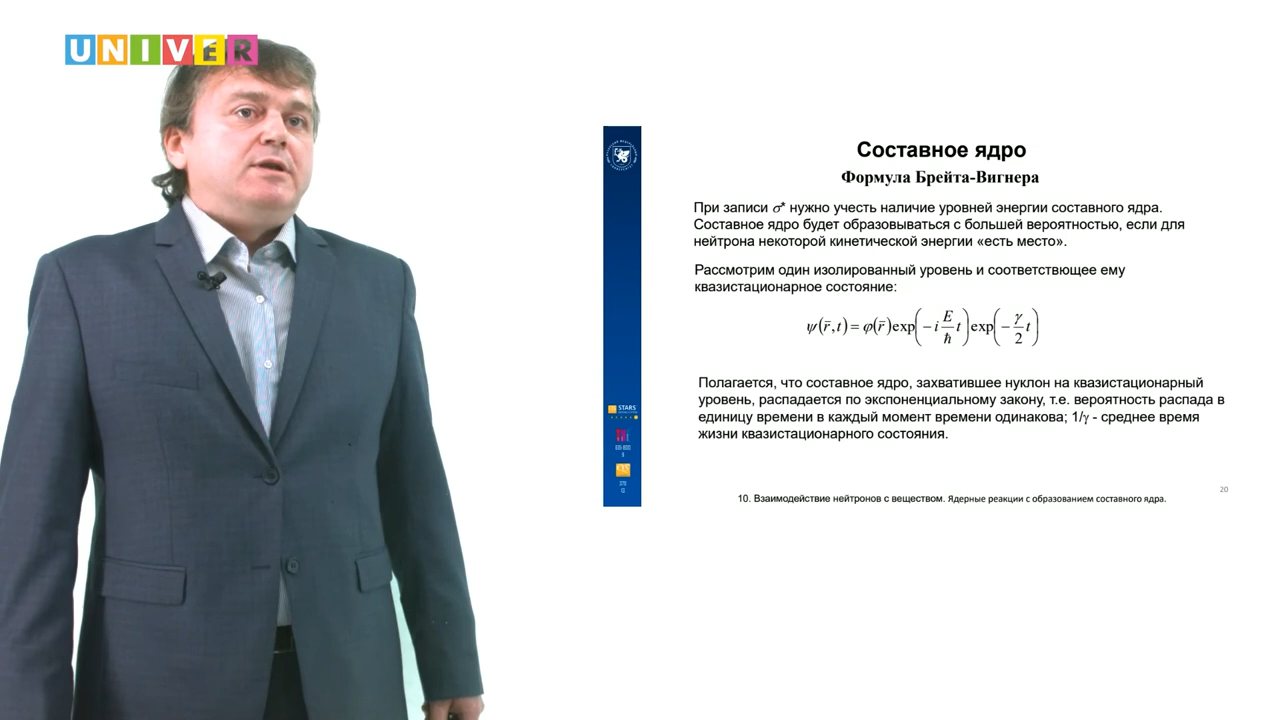 UNIVER
Составное ядро
Формула Брейта-Вигнера
При записи σ* нужно учесть наличие уровней энергии составного ядра.
Составное ядро будет образовываться с большей вероятностью, если для
нейтрона некоторой кинетической энергии «есть место».
Рассмотрим один изолированный уровень и соответствующее ему
квазистационарное состояние:
ψ(r̄,t) = φ(r̄)exp(−i E/ħ t)exp(−γ/2 t)
Полагается, что составное ядро, захватившее нуклон на квазистационарный
уровень, распадается по экспоненциальному закону, т.е. вероятность распада в
единицу времени в каждый момент времени одинакова; 1/γ - среднее время
жизни квазистационарного состояния.
STARS
20
10. Взаимодействие нейтронов с веществом. Ядерные реакции с образованием составного ядра.